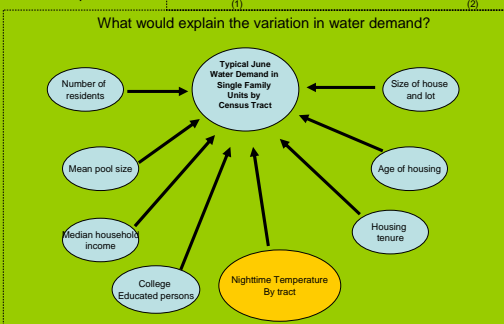 (1)
(2)
What would explain the variation in water demand?
Typical June
Water Demand in
Single Family
Units by
Census Tract
Number of
residents
Size of house
and lot
Mean pool size
Age of housing
Median household
income
Housing
tenure
College
Educated persons
Nighttime Temperature
By tract